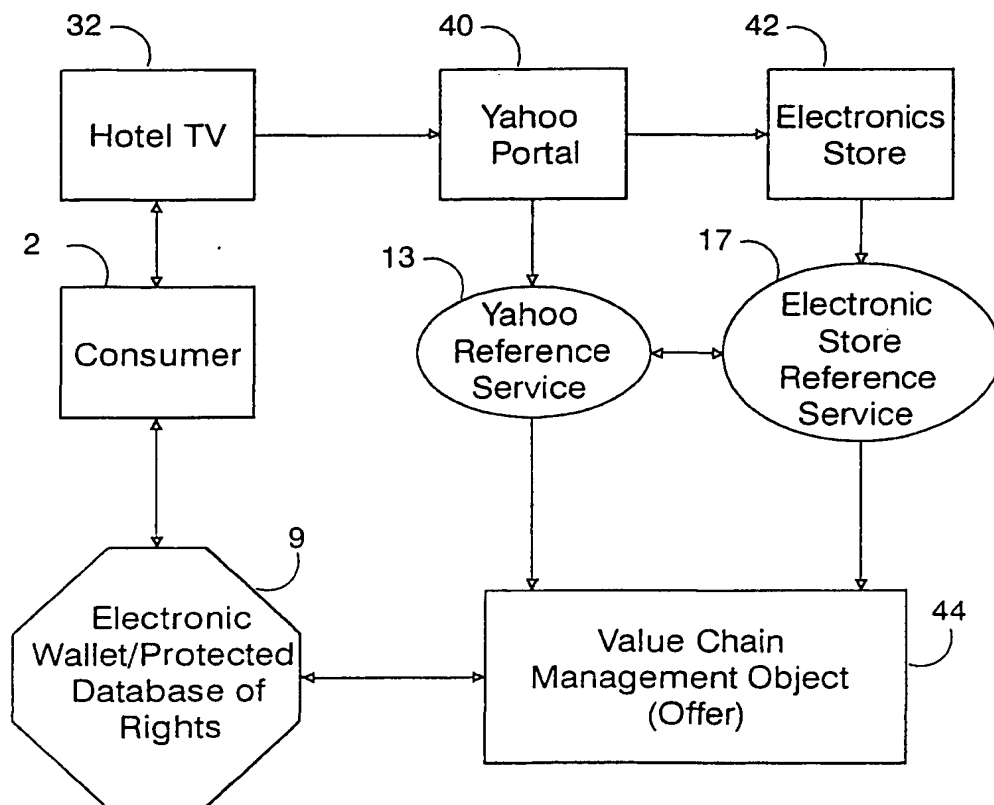 32
40
42
Hotel TV
Yahoo
Portal
Electronics
Store
2
13
17
Consumer
Yahoo
Reference
Service
Electronic
Store
Reference
Service
9
Electronic
Wallet/Protected
Database of
Rights
44
Value Chain
Management Object
(Offer)